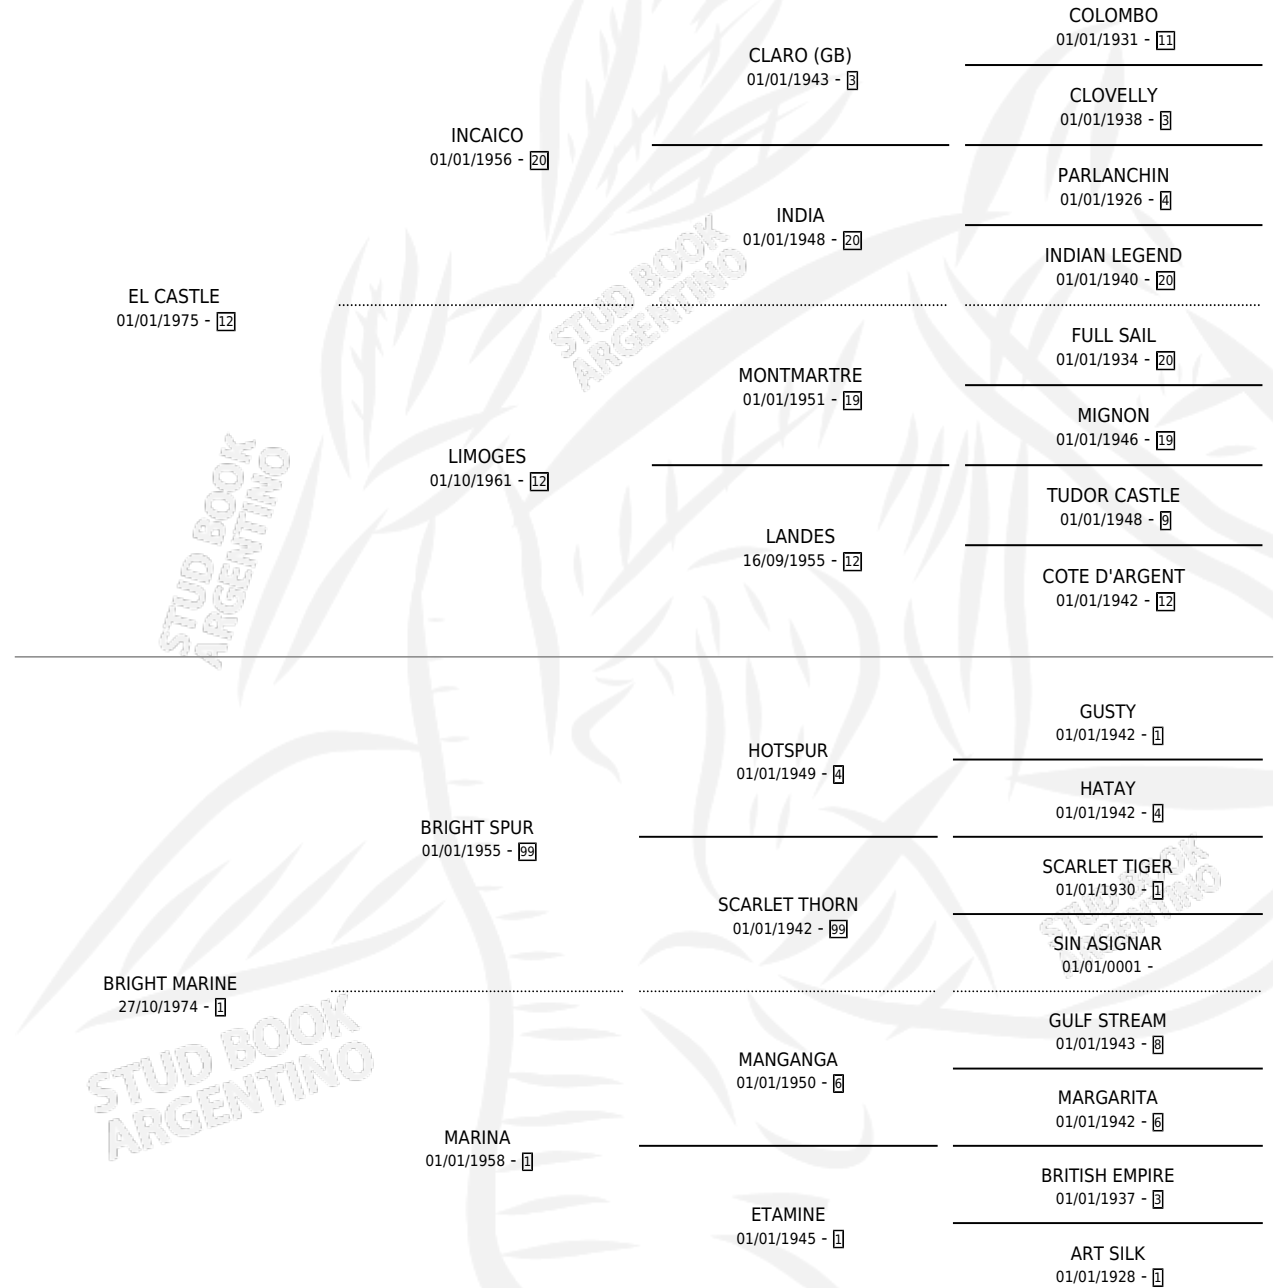 COLOMBO
01/01/1931 - 11
CLARO (GB)
01/01/1943 - 3
CLOVELLY
01/01/1938 - 3
INCAICO
01/01/1956 - 20
PARLANCHIN
01/01/1926 - 4
INDIA
01/01/1948 - 20
INDIAN LEGEND
01/01/1940 - 20
EL CASTLE
01/01/1975 - 12
FULL SAIL
01/01/1934 - 20
MONTMARTRE
01/01/1951 - 19
MIGNON
01/01/1946 - 19
LIMOGES
01/10/1961 - 12
TUDOR CASTLE
01/01/1948 - 9
LANDES
16/09/1955 - 12
COTE D'ARGENT
01/01/1942 - 12
GUSTY
01/01/1942 - 1
HOTSPUR
01/01/1949 - 4
HATAY
01/01/1942 - 4
BRIGHT SPUR
01/01/1955 - 99
SCARLET TIGER
01/01/1930 - 1
SCARLET THORN
01/01/1942 - 99
SIN ASIGNAR
01/01/0001 -
BRIGHT MARINE
27/10/1974 - 1
GULF STREAM
01/01/1943 - 8
MANGANGA
01/01/1950 - 6
MARGARITA
01/01/1942 - 6
MARINA
01/01/1958 - 1
BRITISH EMPIRE
01/01/1937 - 3
ETAMINE
01/01/1945 - 1
ART SILK
01/01/1928 - 1
STUD BOOK
ARGENTINO
STUD BOOK
ARGENTINO
STUD BOOK
ARGENTINO
STUD BOOK
ARGENTINO